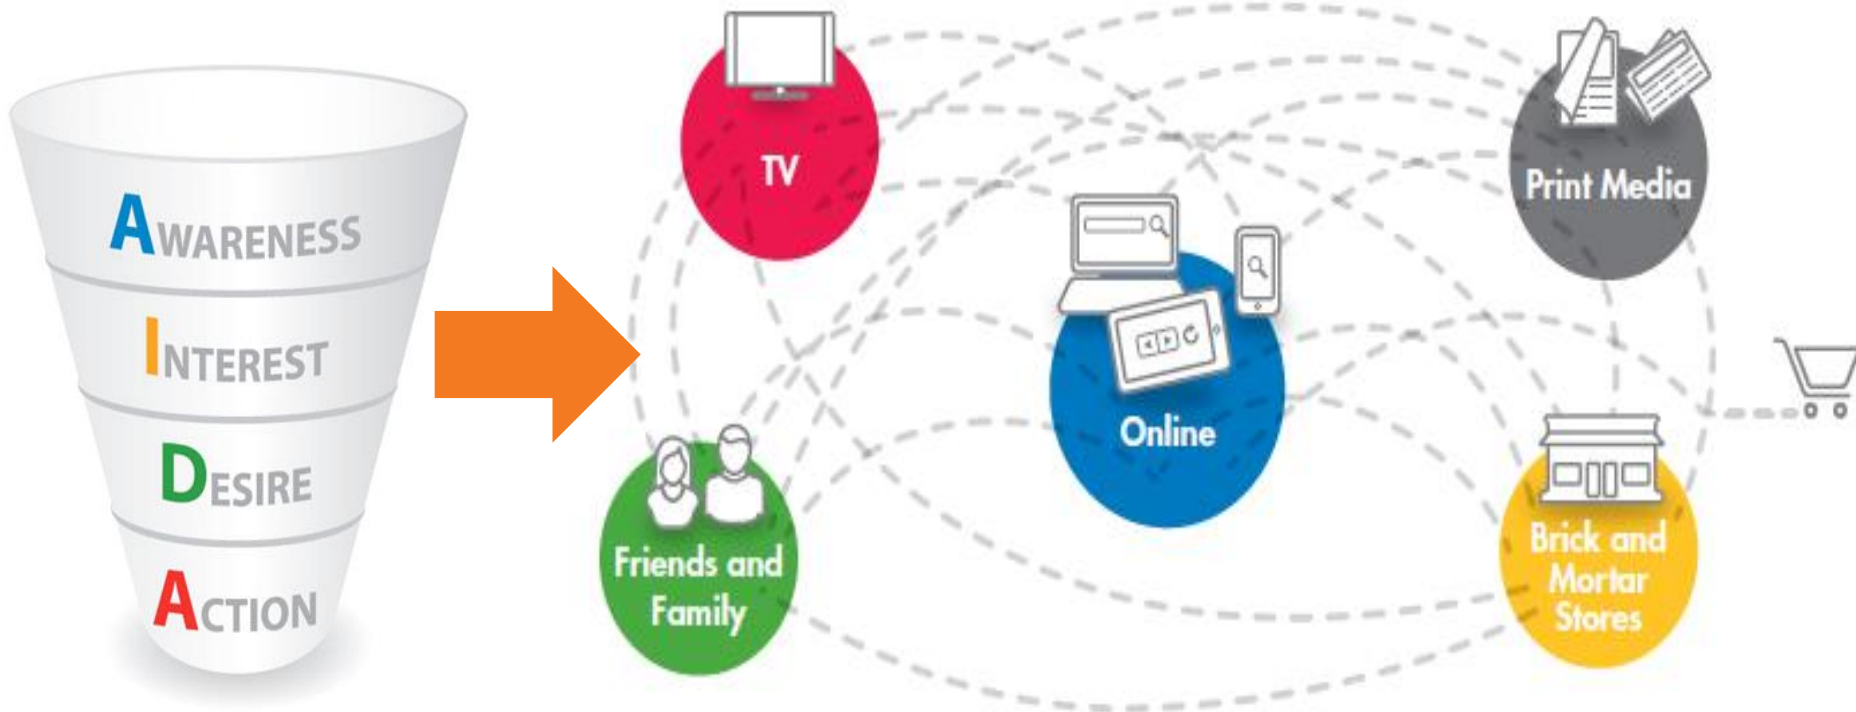 AWARENESS
INTEREST
DESIRE
ACTION
TV
Print Media
Online
Friends and
Family
Brick and
Mortar
Stores